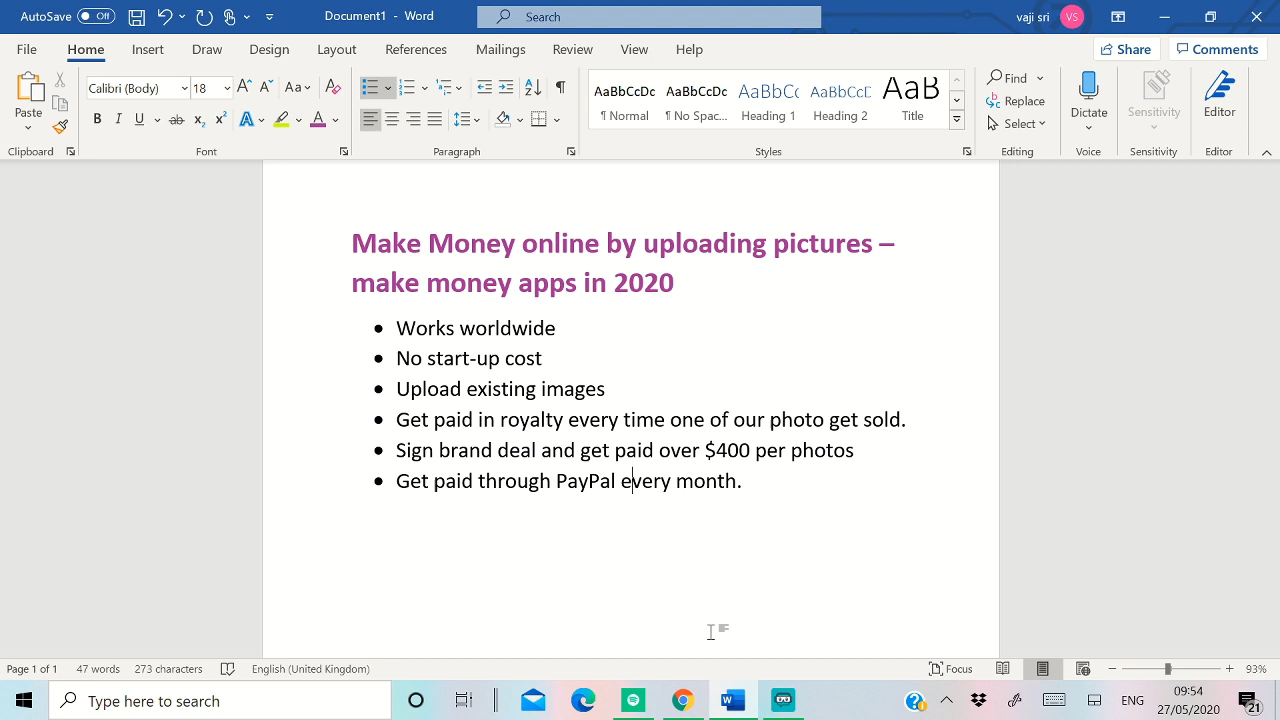 AutoSave Off Document1 - Word Search vaji sri VS
File Home Insert Draw Design Layout References Mailings Review View Help Share Comments
Calibri (Body) 18 Aa AaBbCcDc AaBbCcDc AaBbCc AaBbCcC AaB Find
Paste Replace Dictate Sensitivity Editor
B I U ab x₂ x² A A ¶ Normal ¶ No Spac... Heading 1 Heading 2 Title Select
Clipboard Font Paragraph Styles Editing Voice Sensitivity Editor
Make Money online by uploading pictures –
make money apps in 2020
• Works worldwide
• No start-up cost
• Upload existing images
• Get paid in royalty every time one of our photo get sold.
• Sign brand deal and get paid over $400 per photos
• Get paid through PayPal every month.
Page 1 of 1 47 words 273 characters English (United Kingdom) Focus 93%
Type here to search ENG 09:54
27/05/2020 21